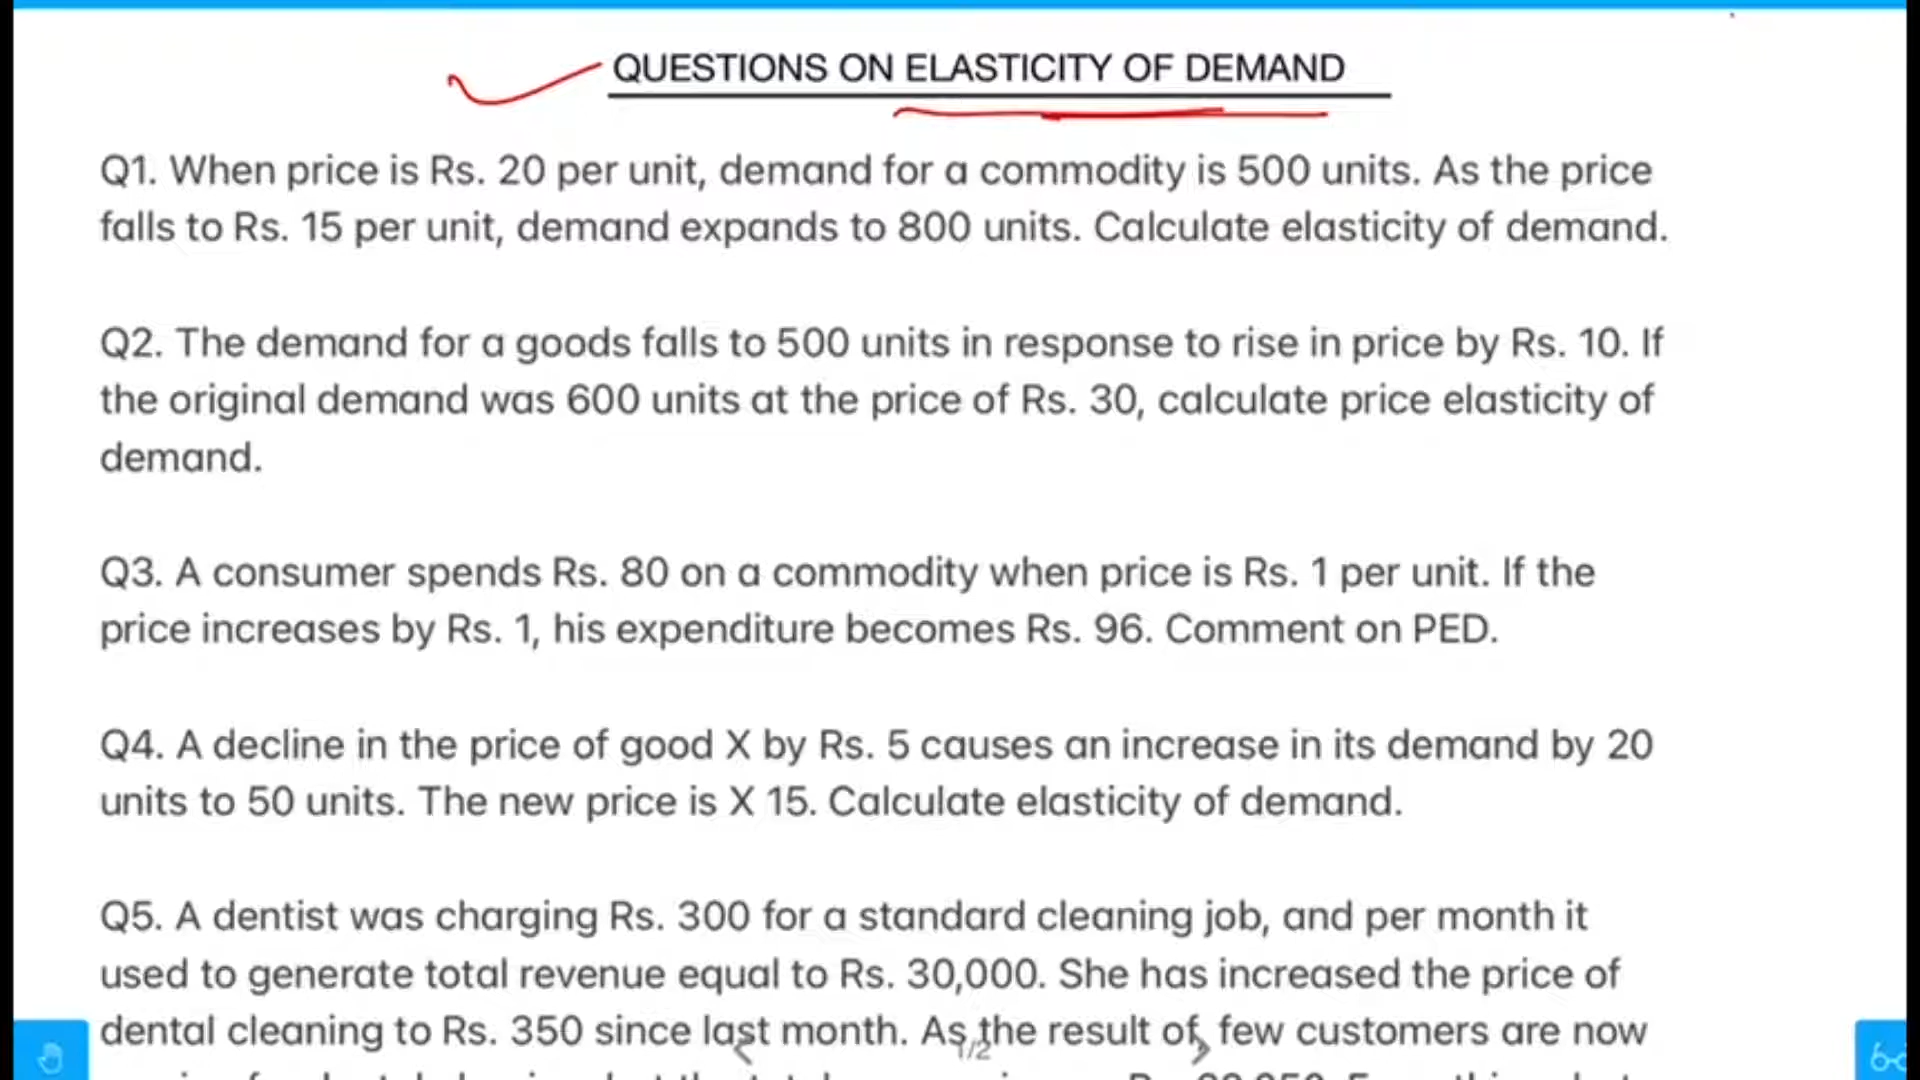 QUESTIONS ON ELASTICITY OF DEMAND
Q1. When price is Rs. 20 per unit, demand for a commodity is 500 units. As the price
falls to Rs. 15 per unit, demand expands to 800 units. Calculate elasticity of demand.
Q2. The demand for a goods falls to 500 units in response to rise in price by Rs. 10. If
the original demand was 600 units at the price of Rs. 30, calculate price elasticity of
demand.
Q3. A consumer spends Rs. 80 on a commodity when price is Rs. 1 per unit. If the
price increases by Rs. 1, his expenditure becomes Rs. 96. Comment on PED.
Q4. A decline in the price of good X by Rs. 5 causes an increase in its demand by 20
units to 50 units. The new price is X 15. Calculate elasticity of demand.
Q5. A dentist was charging Rs. 300 for a standard cleaning job, and per month it
used to generate total revenue equal to Rs. 30,000. She has increased the price of
dental cleaning to Rs. 350 since last month. As the result of, few customers are now
1/2